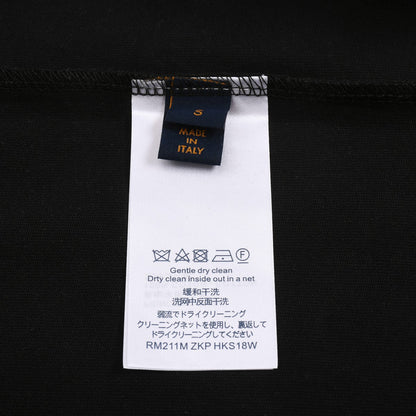 S
MADE
IN
ITALY
Gentle dry clean
Drty clean inside out in a net
缓和干洗
洗网中反面干洗
弱流でドライクリーニング
クリーニングネットを使用し、裏返して
ドライクリーニングしてください
RM211M ZKP HKS18W